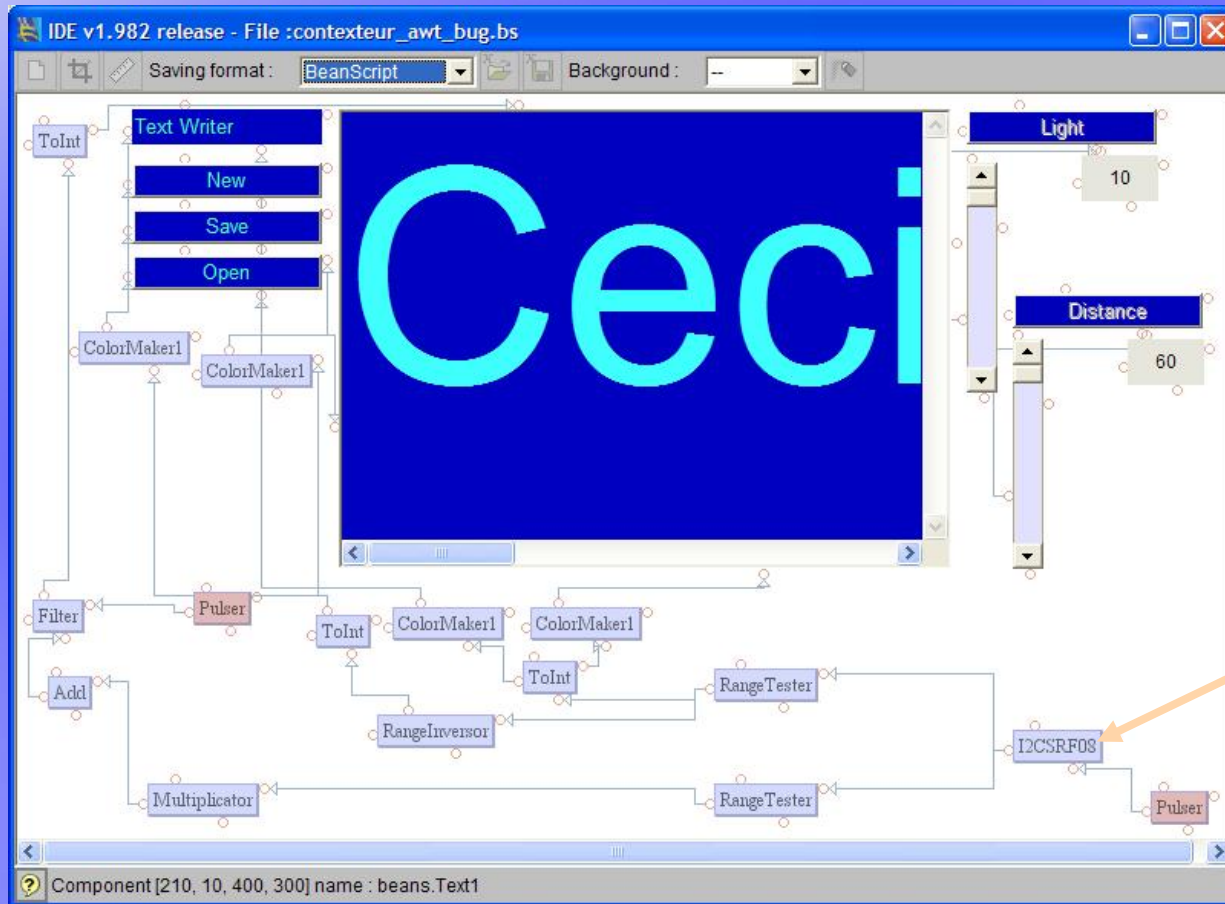 IDE v1.982 release - File :contexteur_awt_bug.bs
Saving format : BeanScript Background : --
ToInt
Text Writer
New
Save
Open
Ceci
Light
10
Distance
60
ColorMaker1
ColorMaker1
Filter
Pulser
ToInt
ColorMaker1
ColorMaker1
Add
ToInt
RangeTester
RangeInversor
I2CSRF08
Multiplicator
RangeTester
Pulser
Component [210, 10, 400, 300] name : beans.Text1